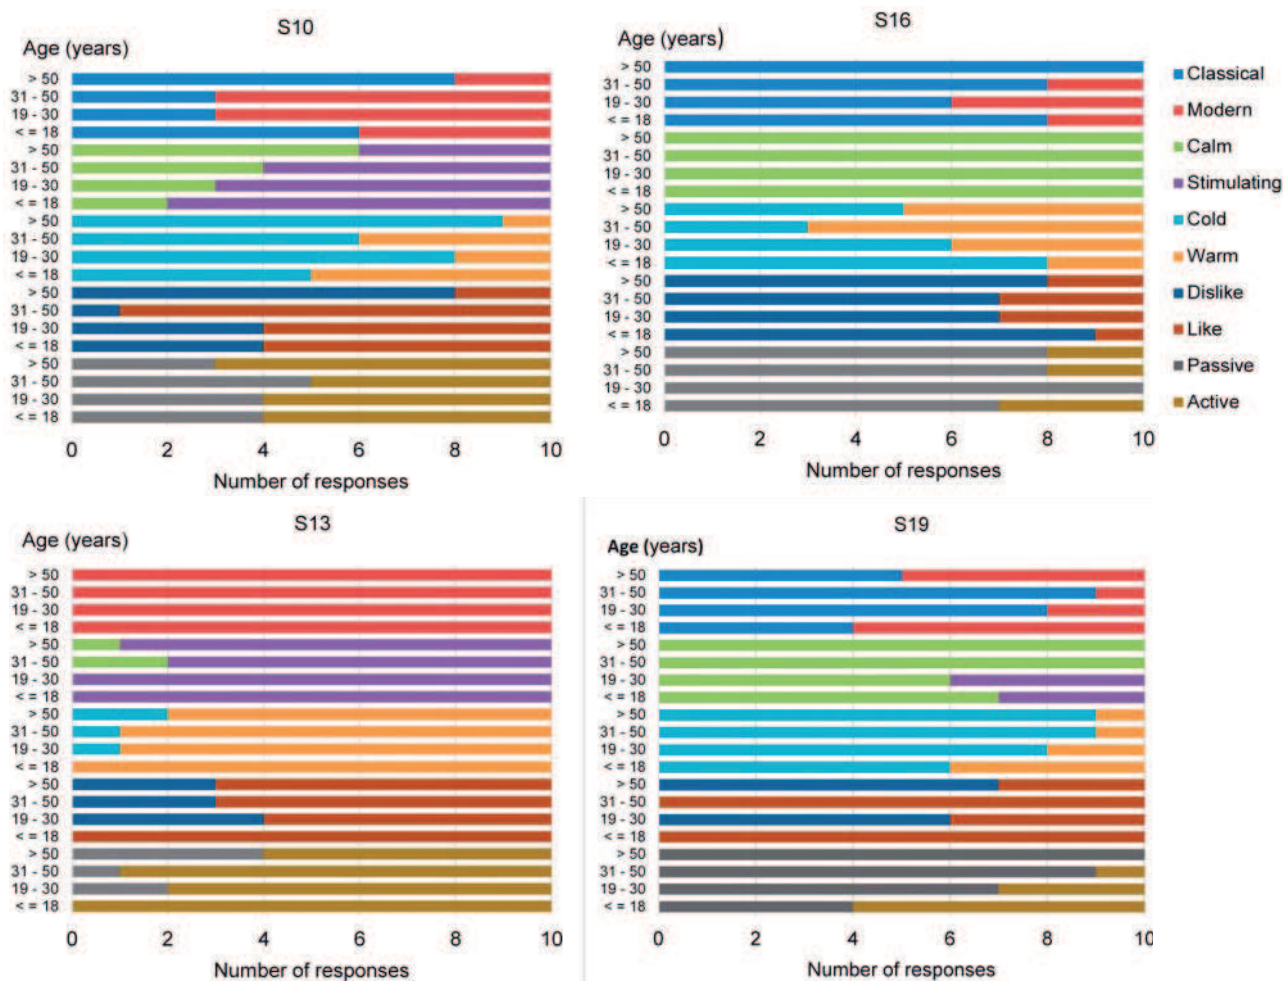 S10
Age (years)
> 50
31 - 50
19 - 30
< = 18
> 50
31 - 50
19 - 30
< = 18
> 50
31 - 50
19 - 30
< = 18
> 50
31 - 50
19 - 30
< = 18
> 50
31 - 50
19 - 30
< = 18
0 2 4 6 8 10
Number of responses
S16
Age (years)
> 50
31 - 50
19 - 30
< = 18
> 50
31 - 50
19 - 30
< = 18
> 50
31 - 50
19 - 30
< = 18
> 50
31 - 50
19 - 30
< = 18
> 50
31 - 50
19 - 30
< = 18
0 2 4 6 8 10
Number of responses
Classical
Modern
Calm
Stimulating
Cold
Warm
Dislike
Like
Passive
Active
S13
Age (years)
> 50
31 - 50
19 - 30
< = 18
> 50
31 - 50
19 - 30
< = 18
> 50
31 - 50
19 - 30
< = 18
> 50
31 - 50
19 - 30
< = 18
> 50
31 - 50
19 - 30
< = 18
0 2 4 6 8 10
Number of responses
S19
Age (years)
> 50
31 - 50
19 - 30
< = 18
> 50
31 - 50
19 - 30
< = 18
> 50
31 - 50
19 - 30
< = 18
> 50
31 - 50
19 - 30
< = 18
> 50
31 - 50
19 - 30
< = 18
0 2 4 6 8 10
Number of responses